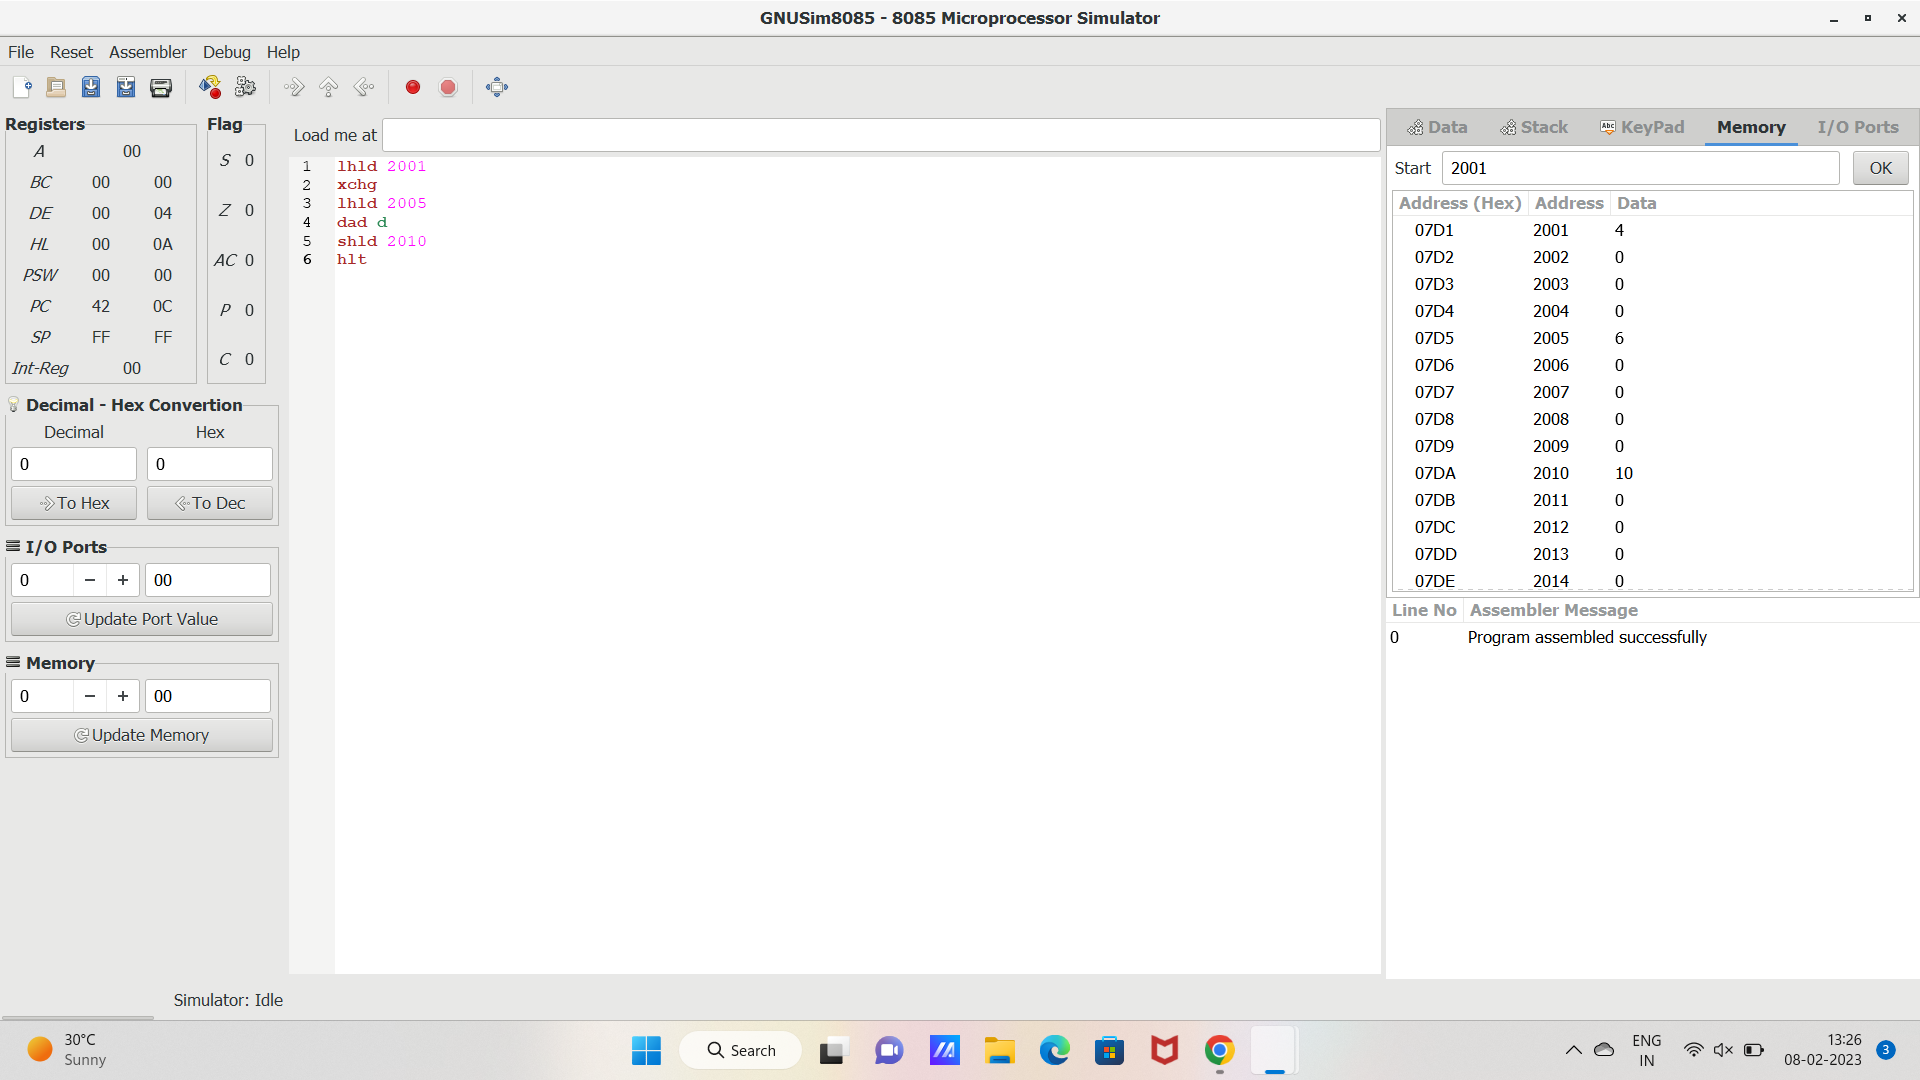 GNUSim8085 - 8085 Microprocessor Simulator
File Reset Assembler Debug Help
Registers
A 00
BC 00 00
DE 00 04
HL 00 0A
PSW 00 00
PC 42 0C
SP FF FF
Int-Reg 00
Flag
S 0
Z 0
AC 0
P 0
C 0
Decimal - Hex Convertion
Decimal Hex
0 0
To Hex To Dec
I/O Ports
0 − + 00
Update Port Value
Memory
0 − + 00
Update Memory
Load me at
1 lhld 2001
2 xchg
3 lhld 2005
4 dad d
5 shld 2010
6 hlt
Data Stack Abc KeyPad Memory I/O Ports
Start 2001 OK
Address (Hex) Address Data
07D1 2001 4
07D2 2002 0
07D3 2003 0
07D4 2004 0
07D5 2005 6
07D6 2006 0
07D7 2007 0
07D8 2008 0
07D9 2009 0
07DA 2010 10
07DB 2011 0
07DC 2012 0
07DD 2013 0
07DE 2014 0
Line No Assembler Message
0 Program assembled successfully
Simulator: Idle
30°C
Sunny
Search
ENG
IN
13:26
08-02-2023
3